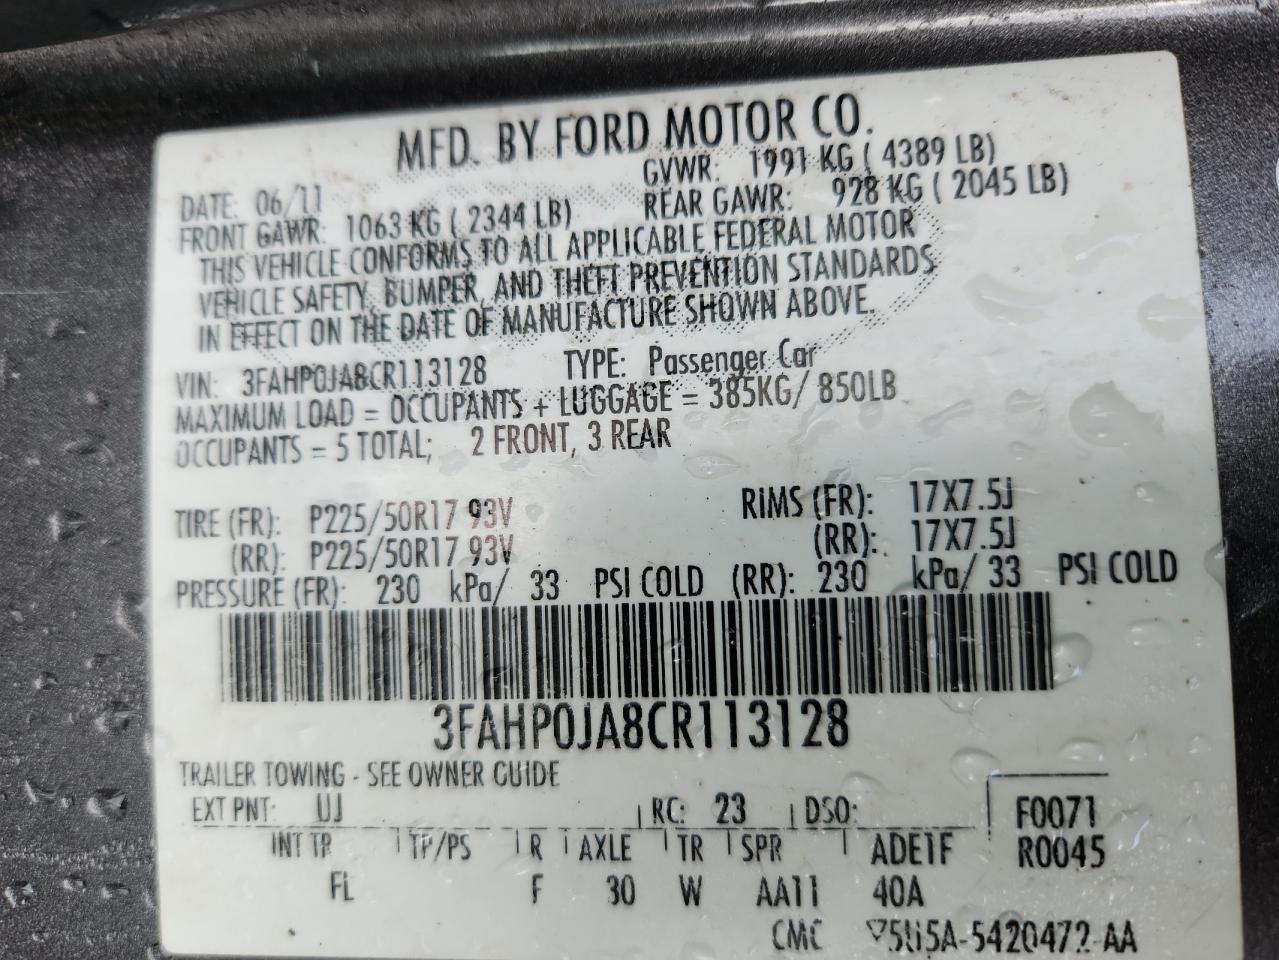 MFD. BY FORD MOTOR CO.
DATE: 06/11 GVWR: 1991 KG ( 4389 LB)
FRONT GAWR: 1063 KG ( 2344 LB) REAR GAWR: 928 KG ( 2045 LB)
THIS VEHICLE CONFORMS TO ALL APPLICABLE FEDERAL MOTOR
VEHICLE SAFETY, BUMPER, AND THEFT PREVENTION STANDARDS
IN EFFECT ON THE DATE OF MANUFACTURE SHOWN ABOVE.
VIN: 3FAHP0JA8CR113128 TYPE: Passenger Car
MAXIMUM LOAD = OCCUPANTS + LUGGAGE = 385KG/ 850LB
OCCUPANTS = 5 TOTAL; 2 FRONT, 3 REAR
TIRE (FR): P225/50R17 93V RIMS (FR): 17X7.5J
(RR): P225/50R17 93V (RR): 17X7.5J
PRESSURE (FR): 230 kPa/ 33 PSI COLD (RR): 230 kPa/ 33 PSI COLD
3FAHP0JA8CR113128
TRAILER TOWING - SEE OWNER GUIDE
EXT PNT: UJ RC: 23 DSO: F0071
INT TR TP/PS R AXLE TR SPR ADE1F R0045
FL F 30 W AA11 40A
CMC 5U5A-5420472-AA